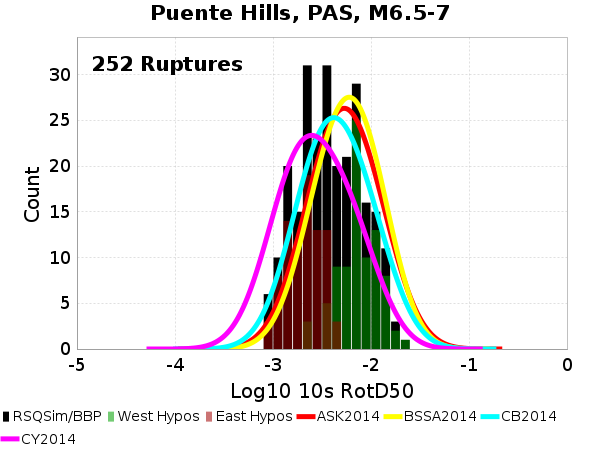 Puente Hills, PAS, M6.5-7
252 Ruptures
30
25
20
15
10
5
0
Count
-5 -4 -3 -2 -1 0
Log10 10s RotD50
RSQSim/BBP West Hypos East Hypos ASK2014 BSSA2014 CB2014
CY2014